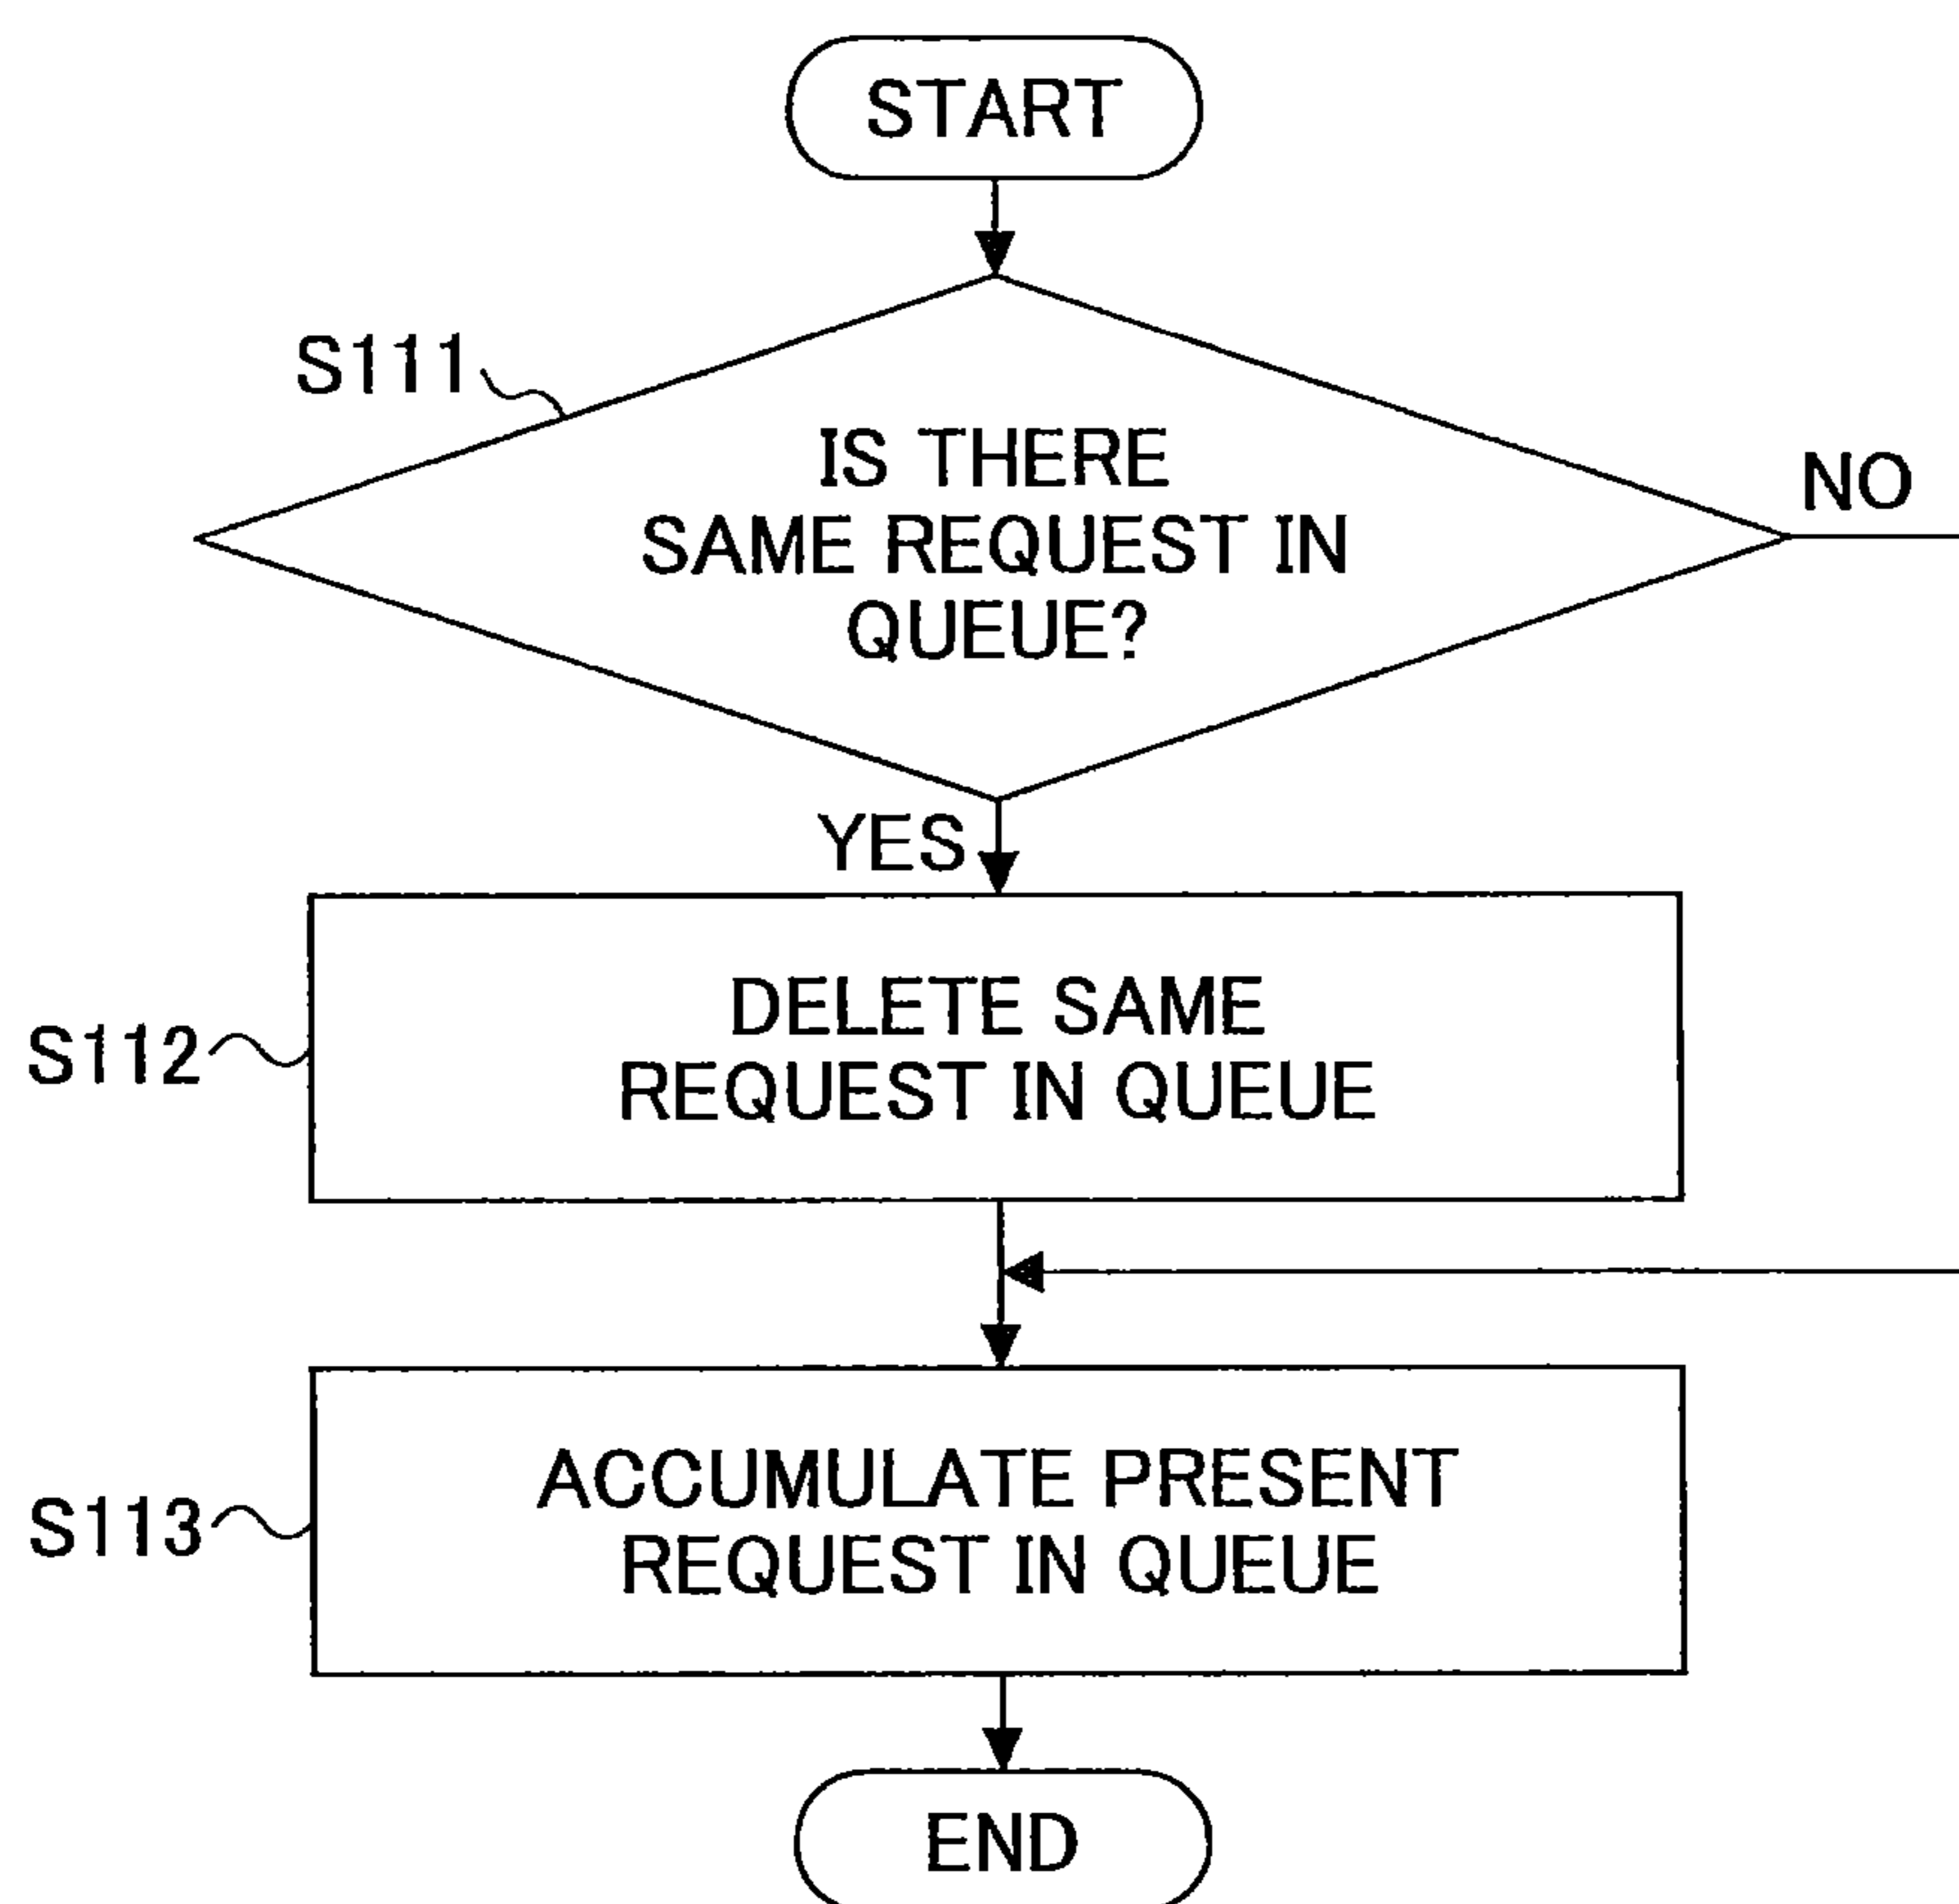 START
S111
IS THERE
SAME REQUEST IN
QUEUE?
NO
YES
S112
DELETE SAME
REQUEST IN QUEUE
S113
ACCUMULATE PRESENT
REQUEST IN QUEUE
END